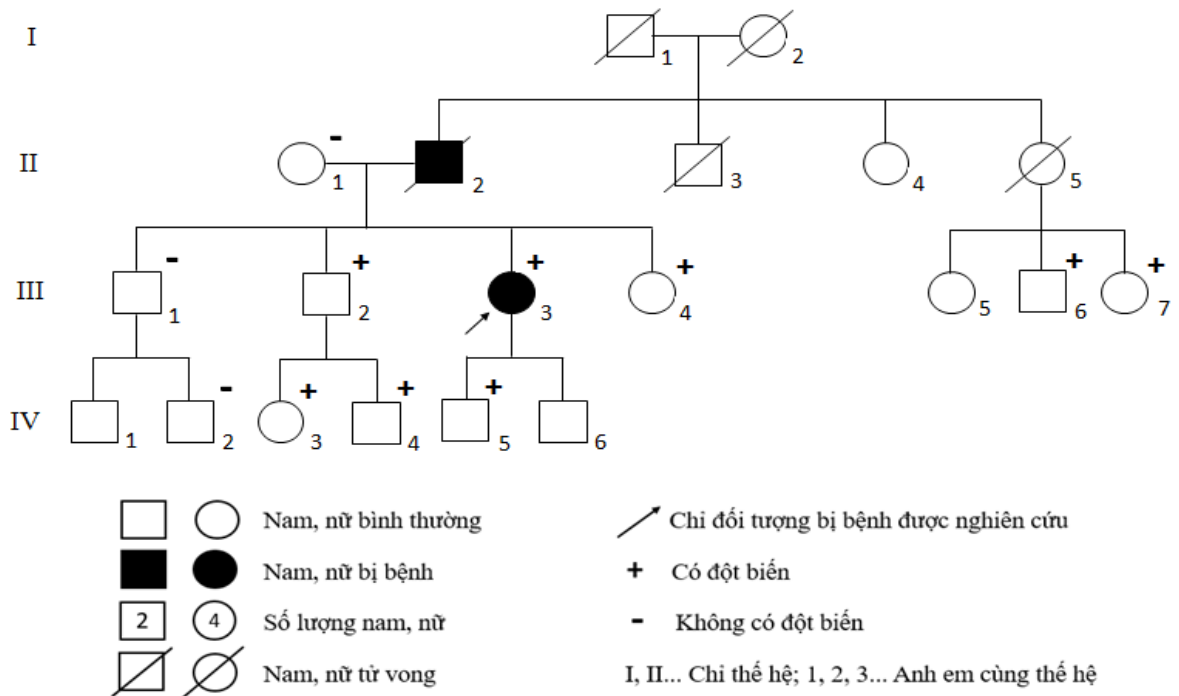 I
1 2
- 
II
1 2 3 4 5
- + + + + +
III
1 2 3 4 5 6 7
- + + +
IV
1 2 3 4 5 6
Nam, nữ bình thường
Chỉ đối tượng bị bệnh được nghiên cứu
Nam, nữ bị bệnh
+ Có đột biến
2 4 Số lượng nam, nữ
- Không có đột biến
Nam, nữ tử vong
I, II... Chỉ thế hệ; 1, 2, 3... Anh em cùng thế hệ